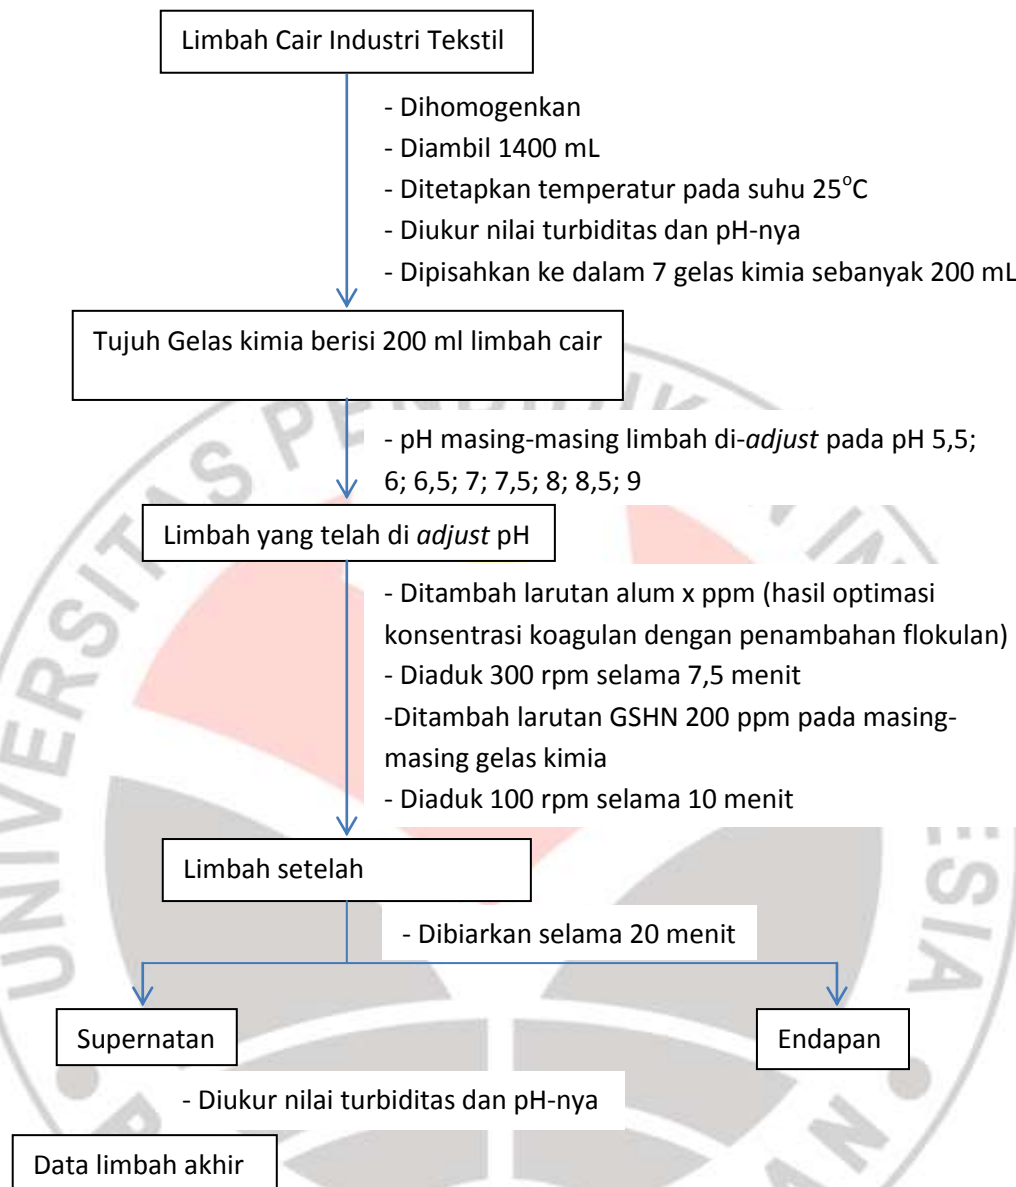 Limbah Cair Industri Tekstil
- Dihomogenkan
- Diambil 1400 mL
- Ditetapkan temperatur pada suhu 25°C
- Diukur nilai turbiditas dan pH-nya
- Dipisahkan ke dalam 7 gelas kimia sebanyak 200 mL
Tujuh Gelas kimia berisi 200 ml limbah cair
- pH masing-masing limbah di-adjust pada pH 5,5;
6; 6,5; 7; 7,5; 8; 8,5; 9
Limbah yang telah di adjust pH
- Ditambah larutan alum x ppm (hasil optimasi
konsentrasi koagulan dengan penambahan flokulan)
- Diaduk 300 rpm selama 7,5 menit
-Ditambah larutan GSHN 200 ppm pada masing-
masing gelas kimia
- Diaduk 100 rpm selama 10 menit
Limbah setelah
- Dibiarkan selama 20 menit
Supernatan
Endapan
- Diukur nilai turbiditas dan pH-nya
Data limbah akhir